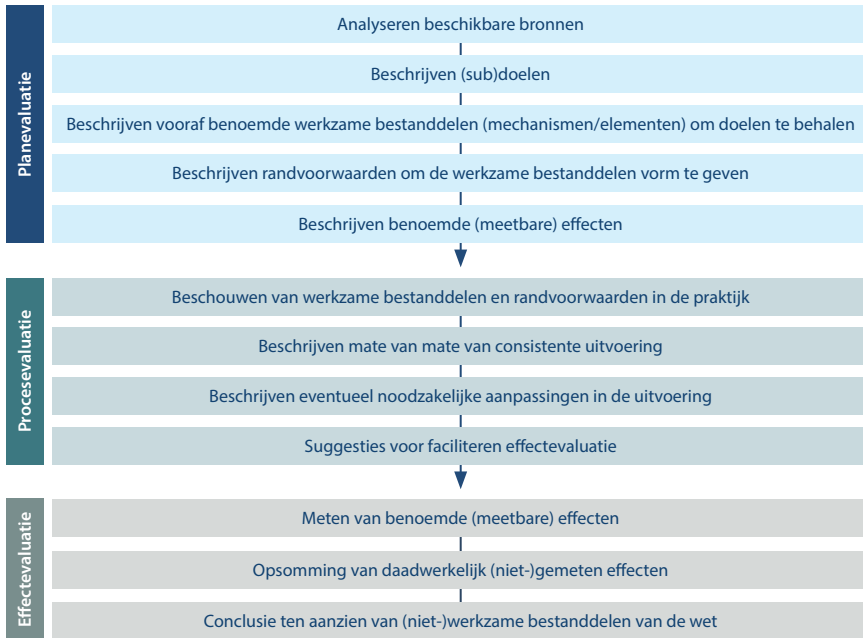 Planevaluatie
Analyseren beschikbare bronnen
Beschrijven (sub)doelen
Beschrijven vooraf benoemde werkzame bestanddelen (mechanismen/elementen) om doelen te behalen
Beschrijven randvoorwaarden om de werkzame bestanddelen vorm te geven
Beschrijven benoemde (meetbare) effecten
Procesevaluatie
Beschouwen van werkzame bestanddelen en randvoorwaarden in de praktijk
Beschrijven mate van mate van consistente uitvoering
Beschrijven eventueel noodzakelijke aanpassingen in de uitvoering
Suggesties voor faciliteren effectevaluatie
Effectevaluatie
Meten van benoemde (meetbare) effecten
Opsomming van daadwerkelijk (niet-)gemeten effecten
Conclusie ten aanzien van (niet-)werkzame bestanddelen van de wet